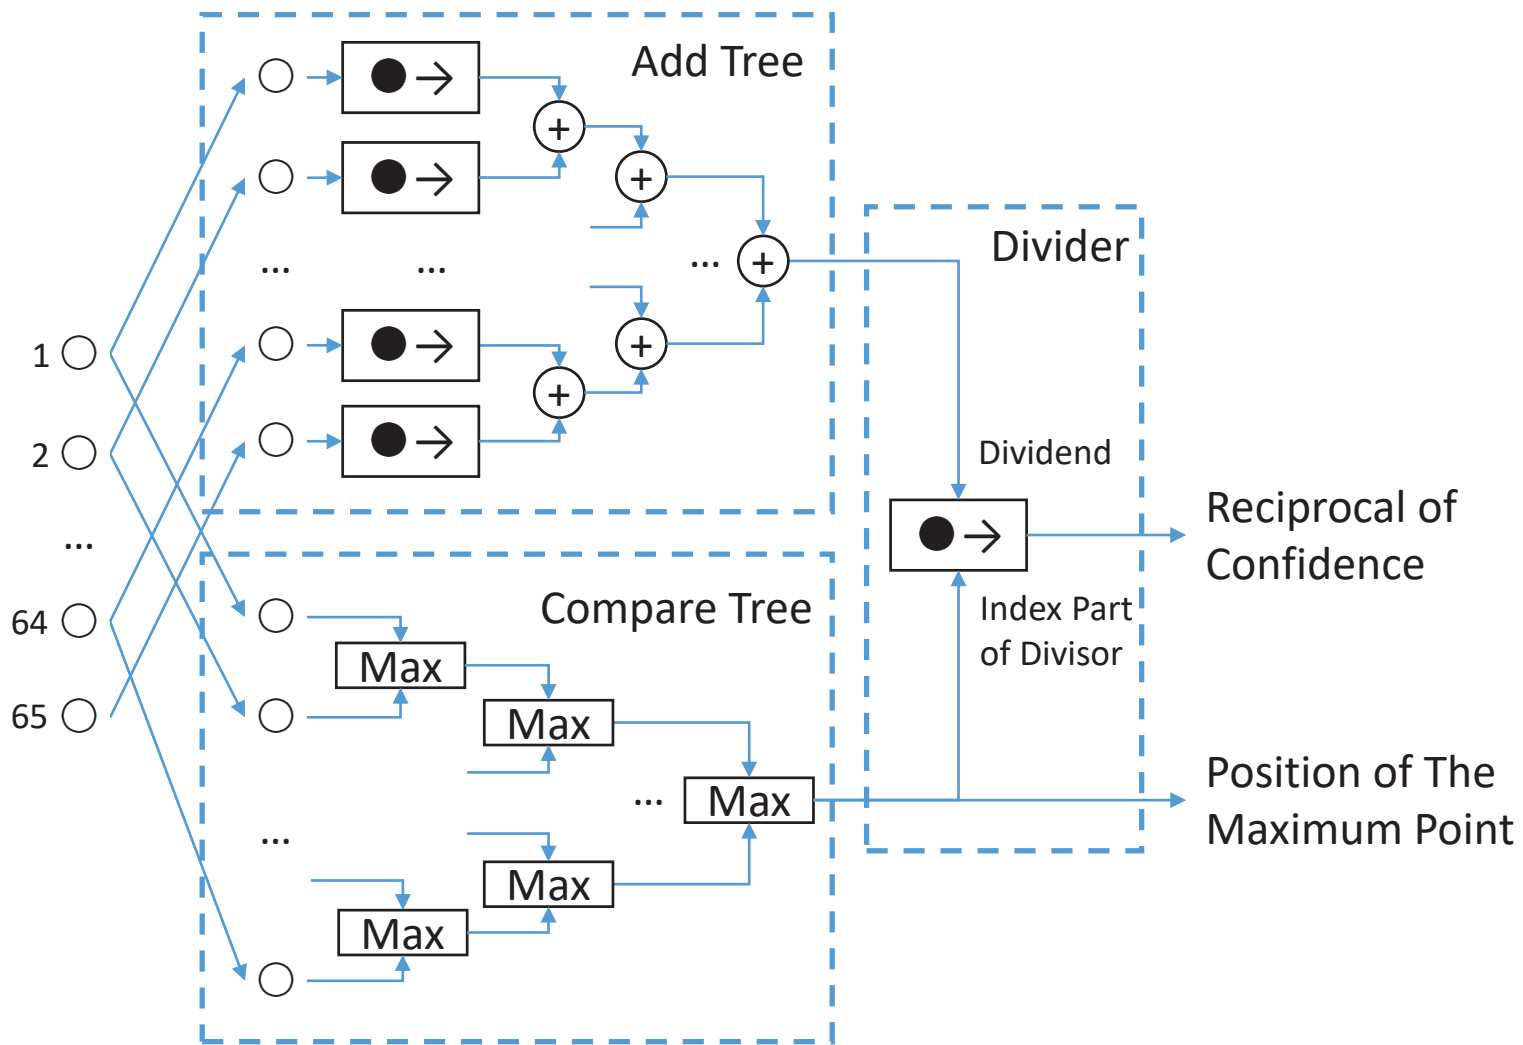 Add Tree
+
+
...
...
...
+
+
+
1
2
...
64
65
Divider
Dividend
Index Part
of Divisor
Reciprocal of
Confidence
Compare Tree
Max
Max
...
Max
...
Max
Max
Position of The
Maximum Point